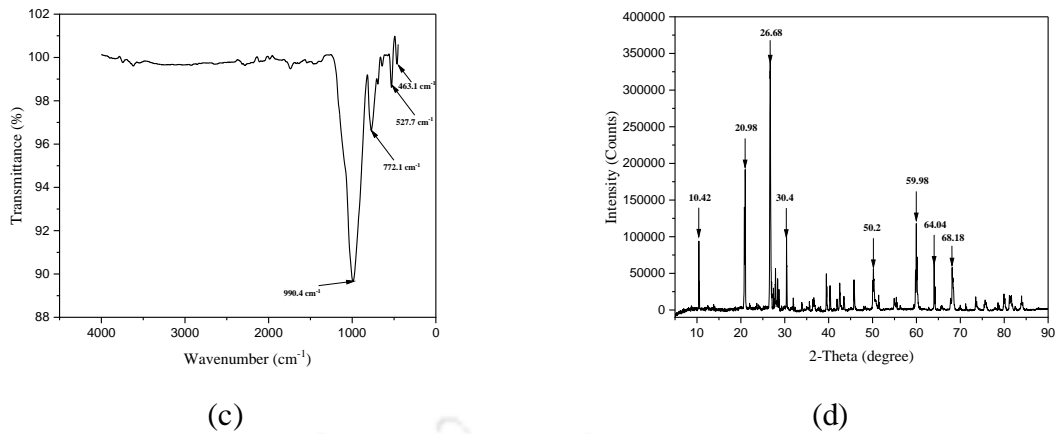 102
100
98
96
94
92
90
88
Transmittance (%)
463.1 cm⁻¹
527.7 cm⁻¹
772.1 cm⁻¹
990.4 cm⁻¹
4000 3000 2000 1000 0
Wavenumber (cm⁻¹)
(c)
400000
350000
300000
250000
200000
150000
100000
50000
0
Intensity (Counts)
26.68
20.98
10.42
30.4
50.2
59.98
64.04
68.18
10 20 30 40 50 60 70 80 90
2-Theta (degree)
(d)